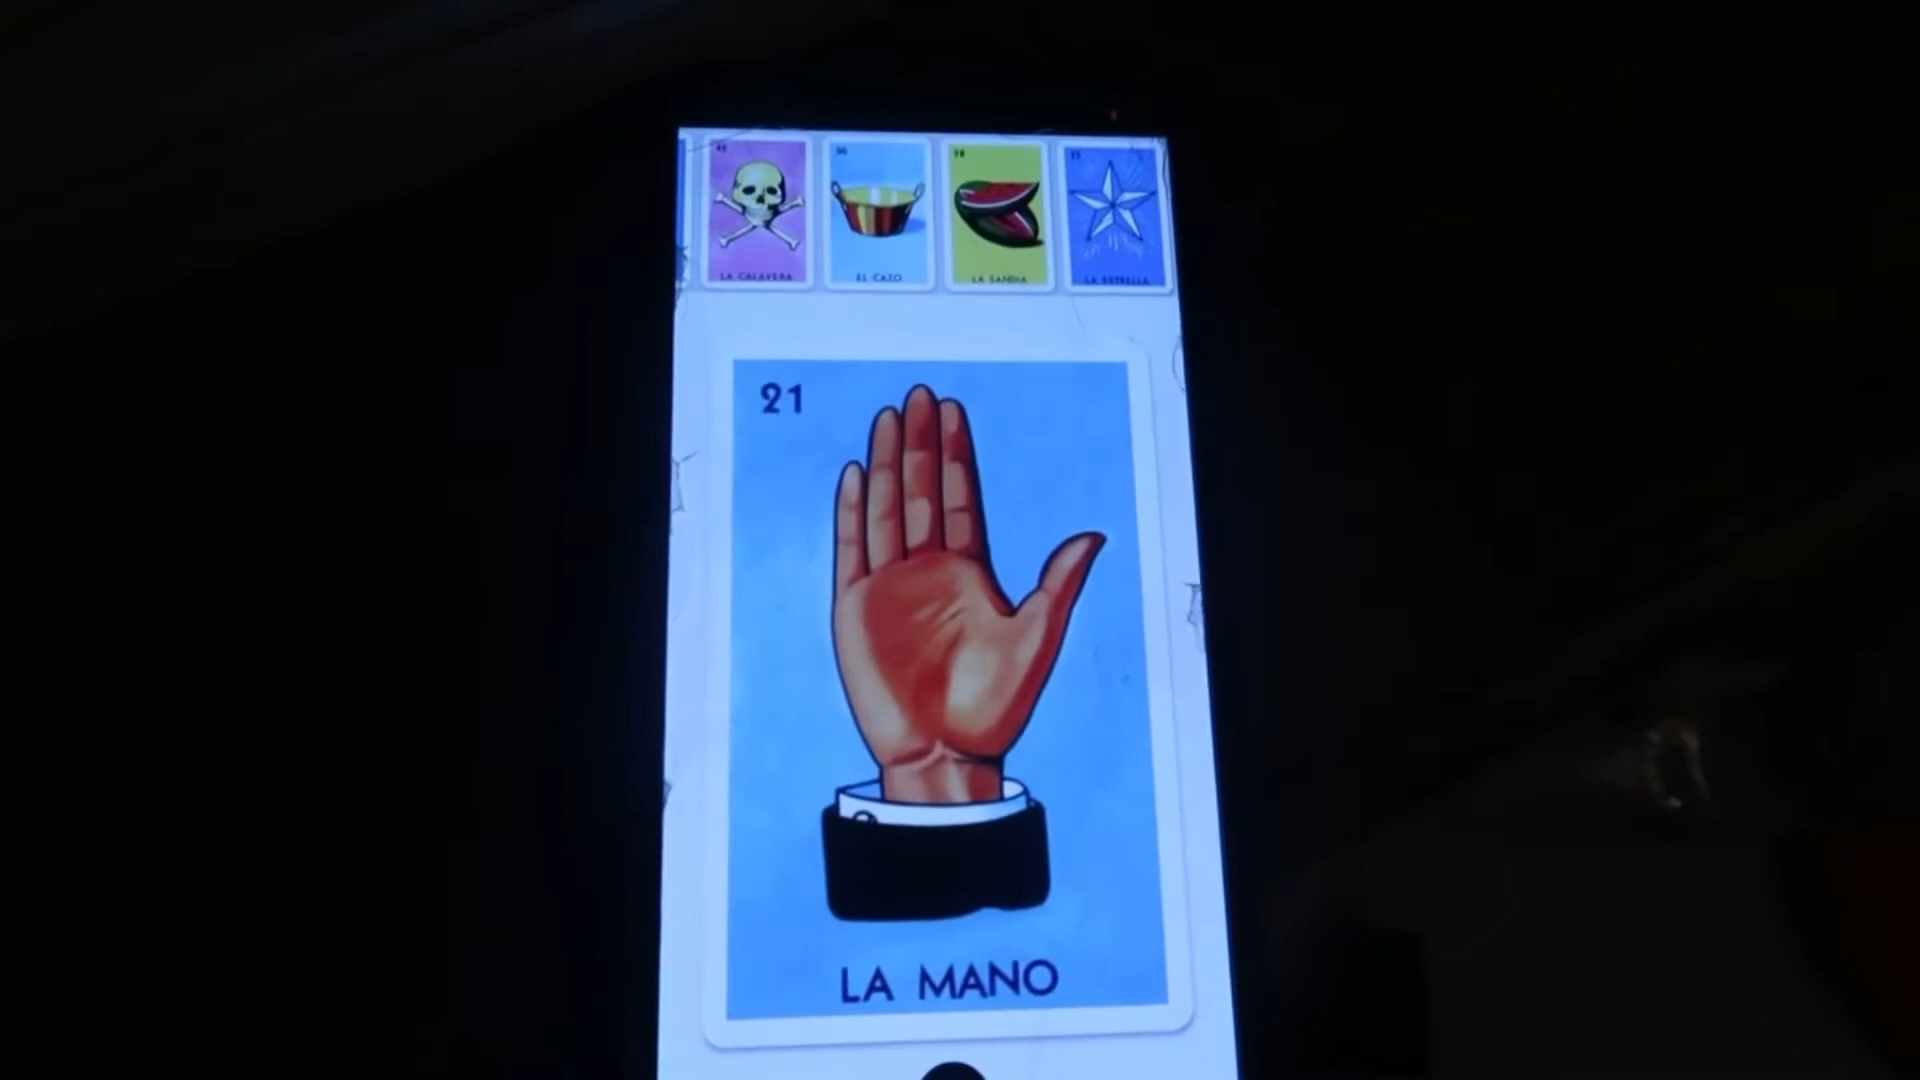 LA CALAVERA
EL CAZO
LA SANDIA
LA ESTRELLA
21
LA MANO